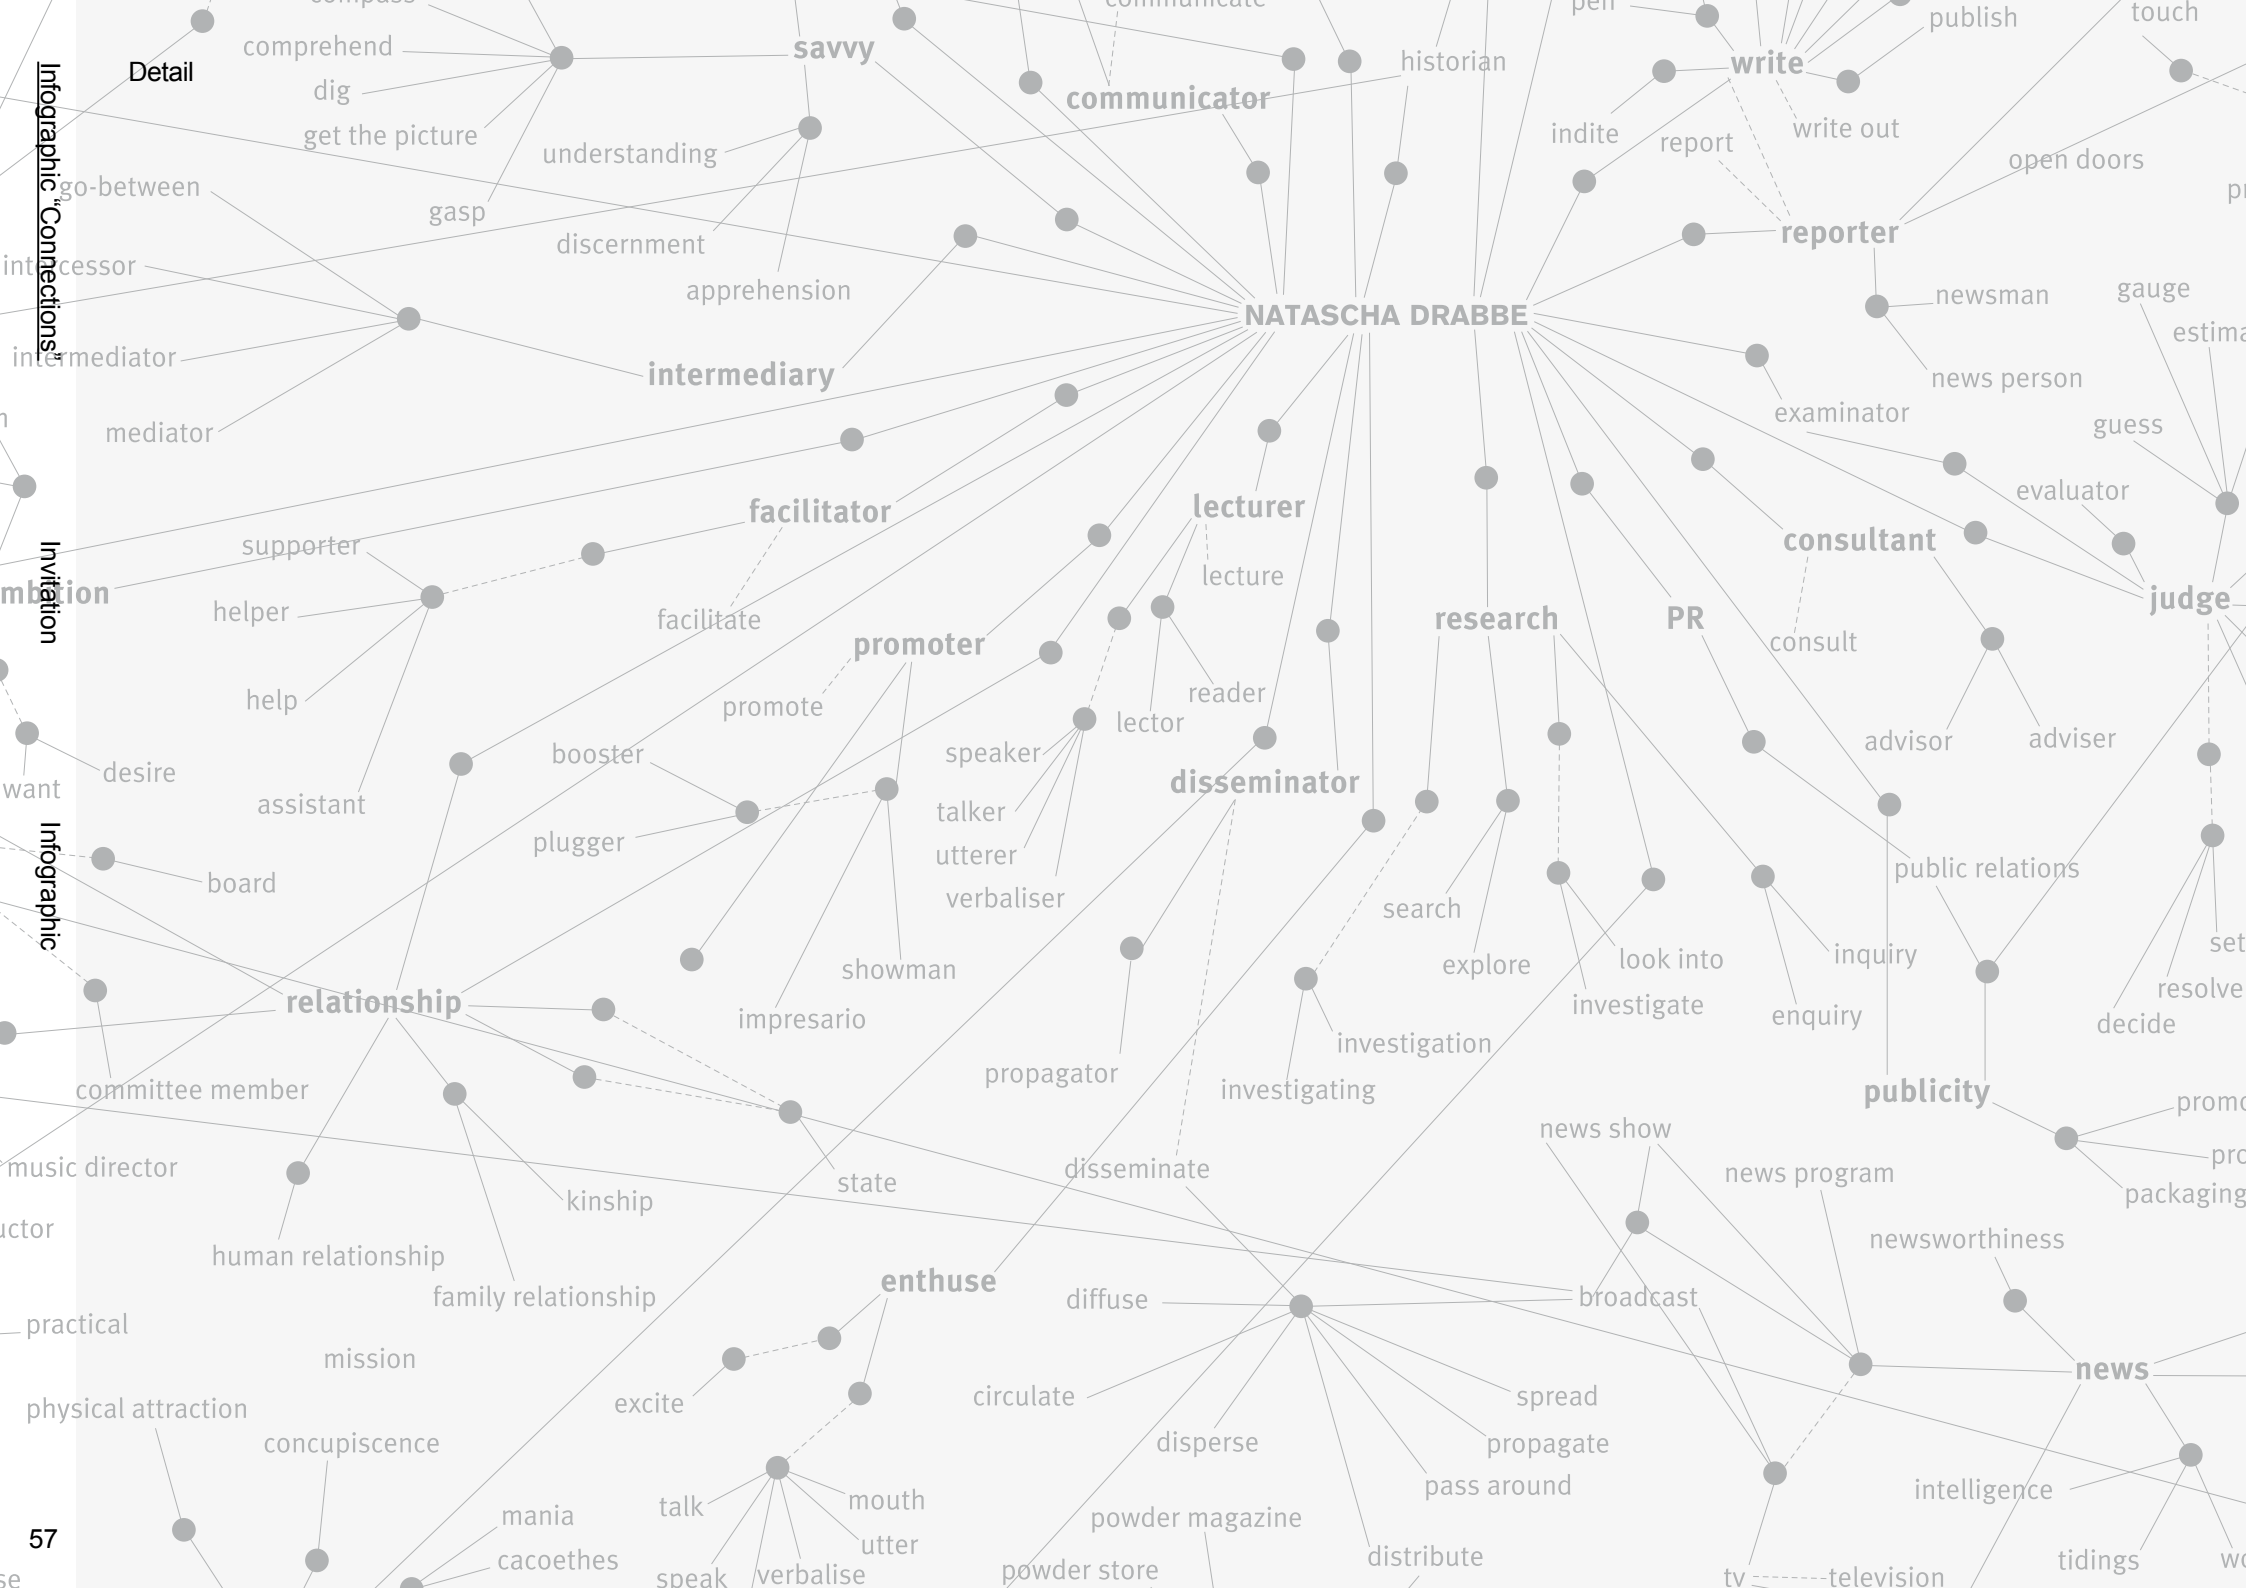 Detail
Infographic “Connections”
Invitation
Infographic
57
comprehend
savvy
communicator
historian
pen
write
publish
touch
dig
get the picture
understanding
indite
report
write out
open doors
go-between
gasp
discernment
reporter
intercessor
apprehension
NATASCHA DRABBE
newsman
gauge
intermediator
intermediary
news person
mediator
examinator
guess
evaluator
facilitator
lecturer
consultant
supporter
lecture
judge
helper
facilitate
promoter
research
PR
consult
help
promote
reader
lector
booster
speaker
advisor
adviser
desire
want
assistant
talker
disseminator
plugger
utterer
public relations
board
verbaliser
search
showman
explore
look into
inquiry
relationship
impresario
investigate
enquiry
resolve
decide
investigation
committee member
propagator
investigating
publicity
news show
music director
disseminate
news program
state
packaging
kinship
newsworthiness
human relationship
enthuse
family relationship
diffuse
broadcast
practical
mission
news
excite
circulate
spread
physical attraction
concupiscence
disperse
propagate
pass around
intelligence
mania
talk
mouth
powder magazine
utter
cacoethes
distribute
tidings
speak
verbalise
powder store
tv
television